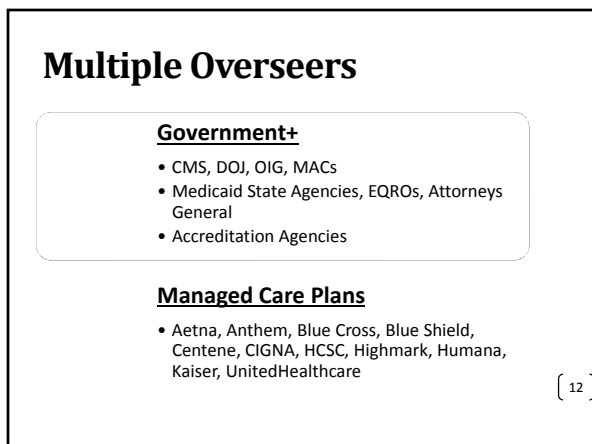 Multiple Overseers
Government+
• CMS, DOJ, OIG, MACs
• Medicaid State Agencies, EQROs, Attorneys
General
• Accreditation Agencies
Managed Care Plans
• Aetna, Anthem, Blue Cross, Blue Shield,
Centene, CIGNA, HCSC, Highmark, Humana,
Kaiser, UnitedHealthcare
12